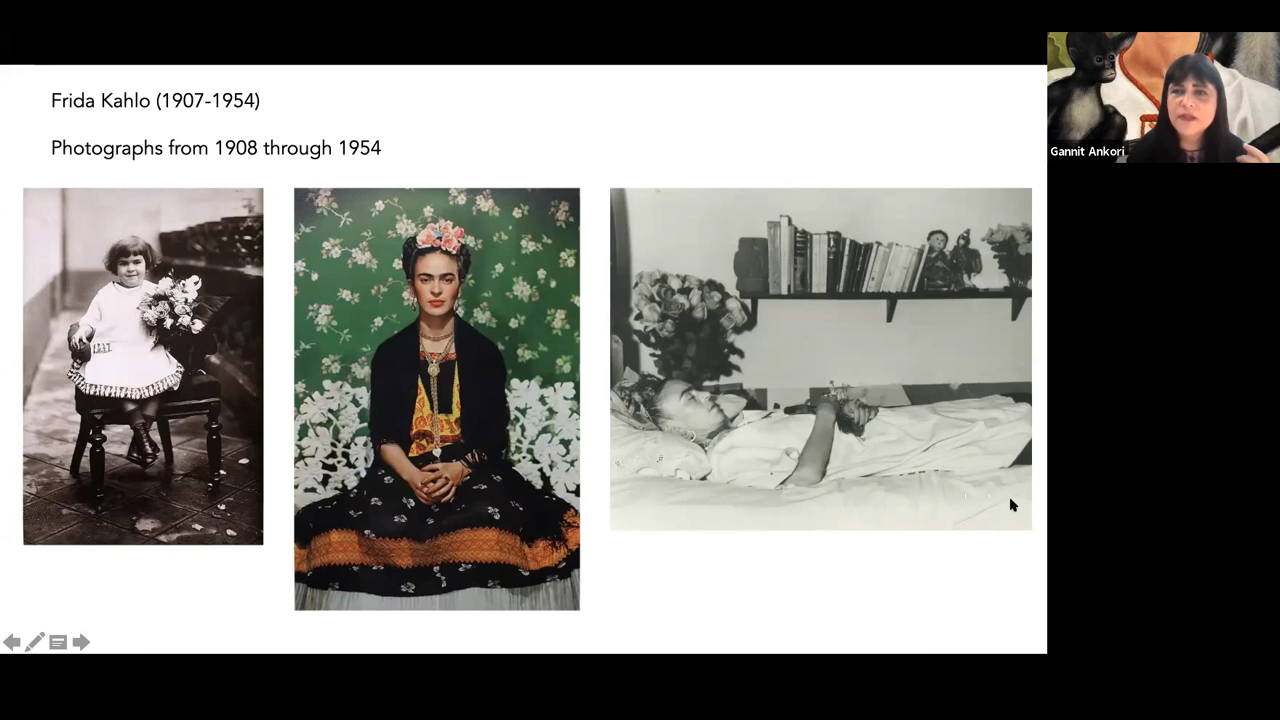 Frida Kahlo (1907-1954)
Photographs from 1908 through 1954
Gannit Ankori